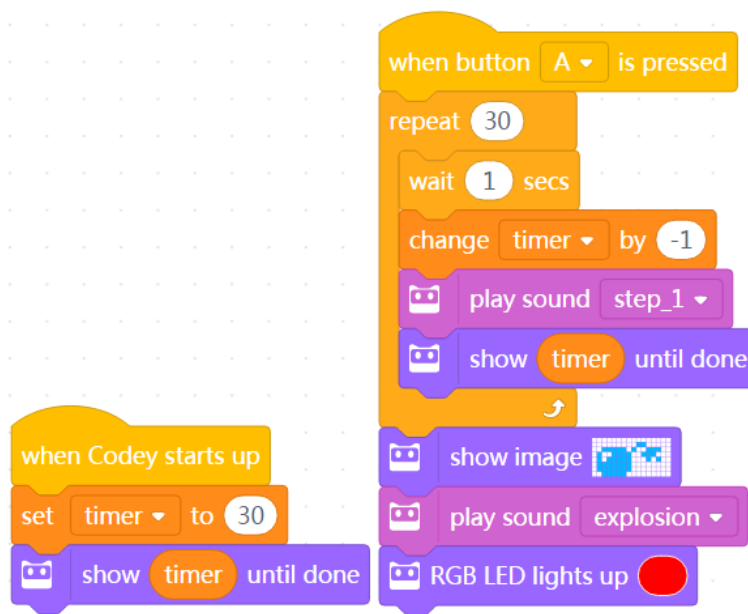 when Codey starts up
set timer to 30
show timer until done
when button A is pressed
repeat 30
wait 1 secs
change timer by -1
play sound step_1
show timer until done
show image
play sound explosion
RGB LED lights up